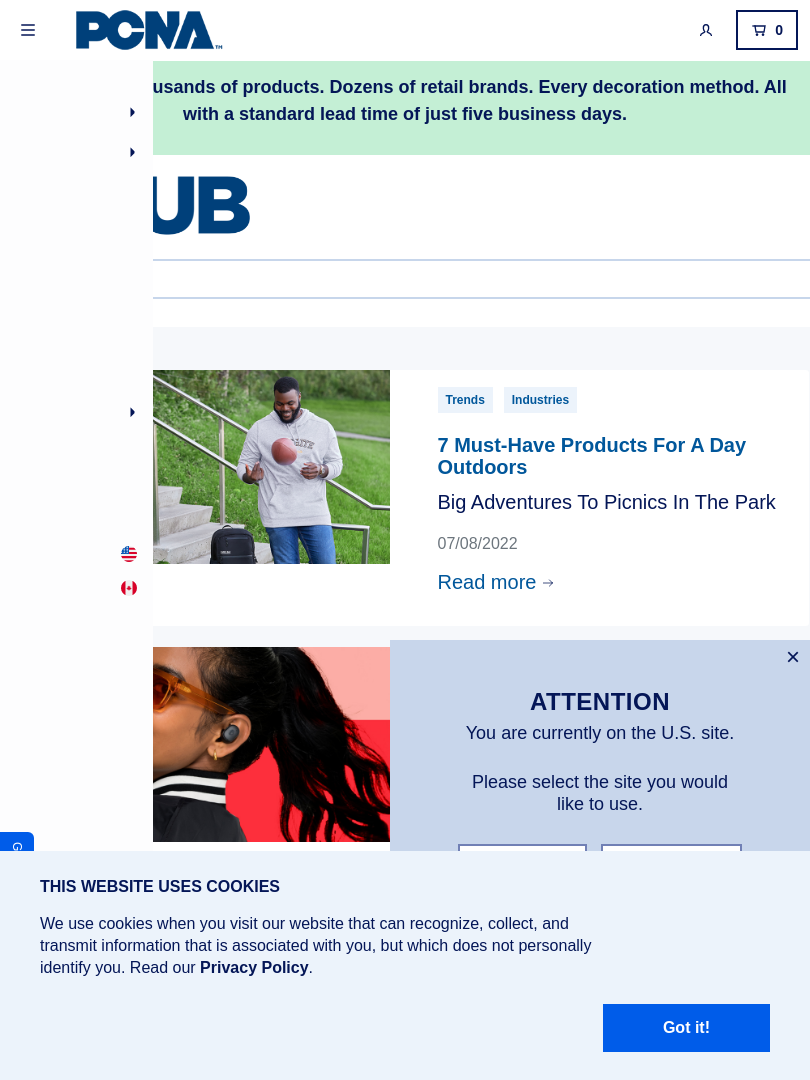 PCNA™
0
of products. Dozens of retail brands. Every decoration method. All
with a standard lead time of just five business days.
UB
Trends Industries
7 Must-Have Products For A Day
Outdoors
Big Adventures To Picnics In The Park
07/08/2022
Read more →
ATTENTION
You are currently on the U.S. site.
Please select the site you would
like to use.
G
THIS WEBSITE USES COOKIES
We use cookies when you visit our website that can recognize, collect, and
transmit information that is associated with you, but which does not personally
identify you. Read our Privacy Policy.
Got it!